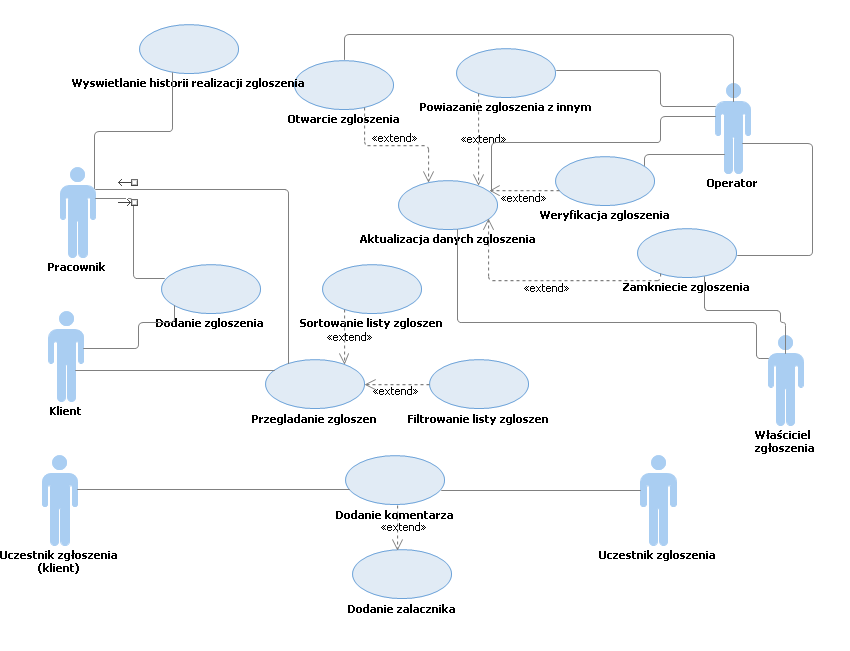 Wyswietlanie historii realizacji zgloszenia
Otwarcie zgloszenia
Powiazanie zgloszenia z innym
«extend»
«extend»
Operator
«extend»
Weryfikacja zgloszenia
Aktualizacja danych zgloszenia
Pracownik
«extend»
Zamkniecie zgloszenia
Dodanie zgloszenia
Sortowanie listy zgloszen
«extend»
Klient
«extend»
Przegladanie zgloszen
Filtrowanie listy zgloszen
Właściciel
zgłoszenia
Dodanie komentarza
«extend»
Uczestnik zgłoszenia
(klient)
Uczestnik zgloszenia
Dodanie zalacznika